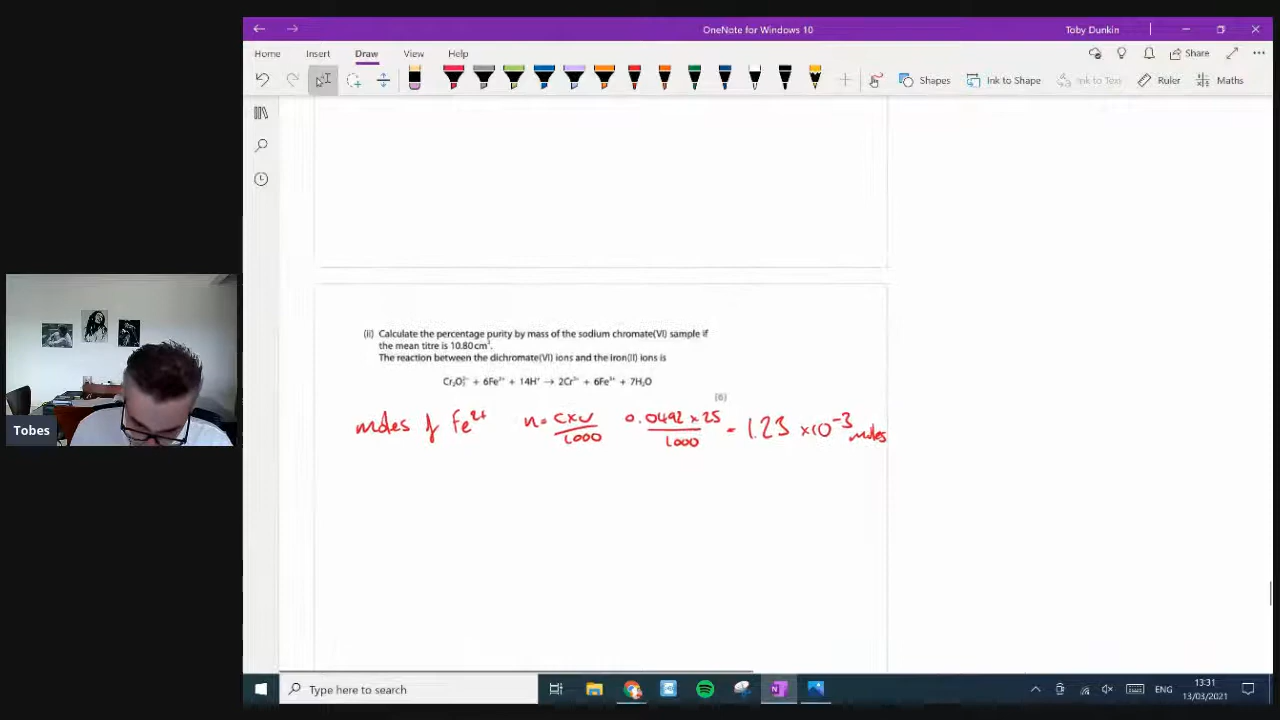 OneNote for Windows 10
Toby Dunkin
Home Insert Draw View Help
Share
Shapes
Ink to Shape
Ink to Text
Ruler
Maths
(ii) Calculate the percentage purity by mass of the sodium chromate(VI) sample if
the mean titre is 10.80 cm³.
The reaction between the dichromate(VI) ions and the iron(II) ions is
Cr₂O₇²⁻ + 6Fe²⁺ + 14H⁺ → 2Cr³⁺ + 6Fe³⁺ + 7H₂O
(6)
moles of Fe²⁺ n = c×v/1000 0.0492 × 25/1000 = 1.23 ×10⁻³ moles
Tobes
Type here to search
ENG
13:31
13/03/2021